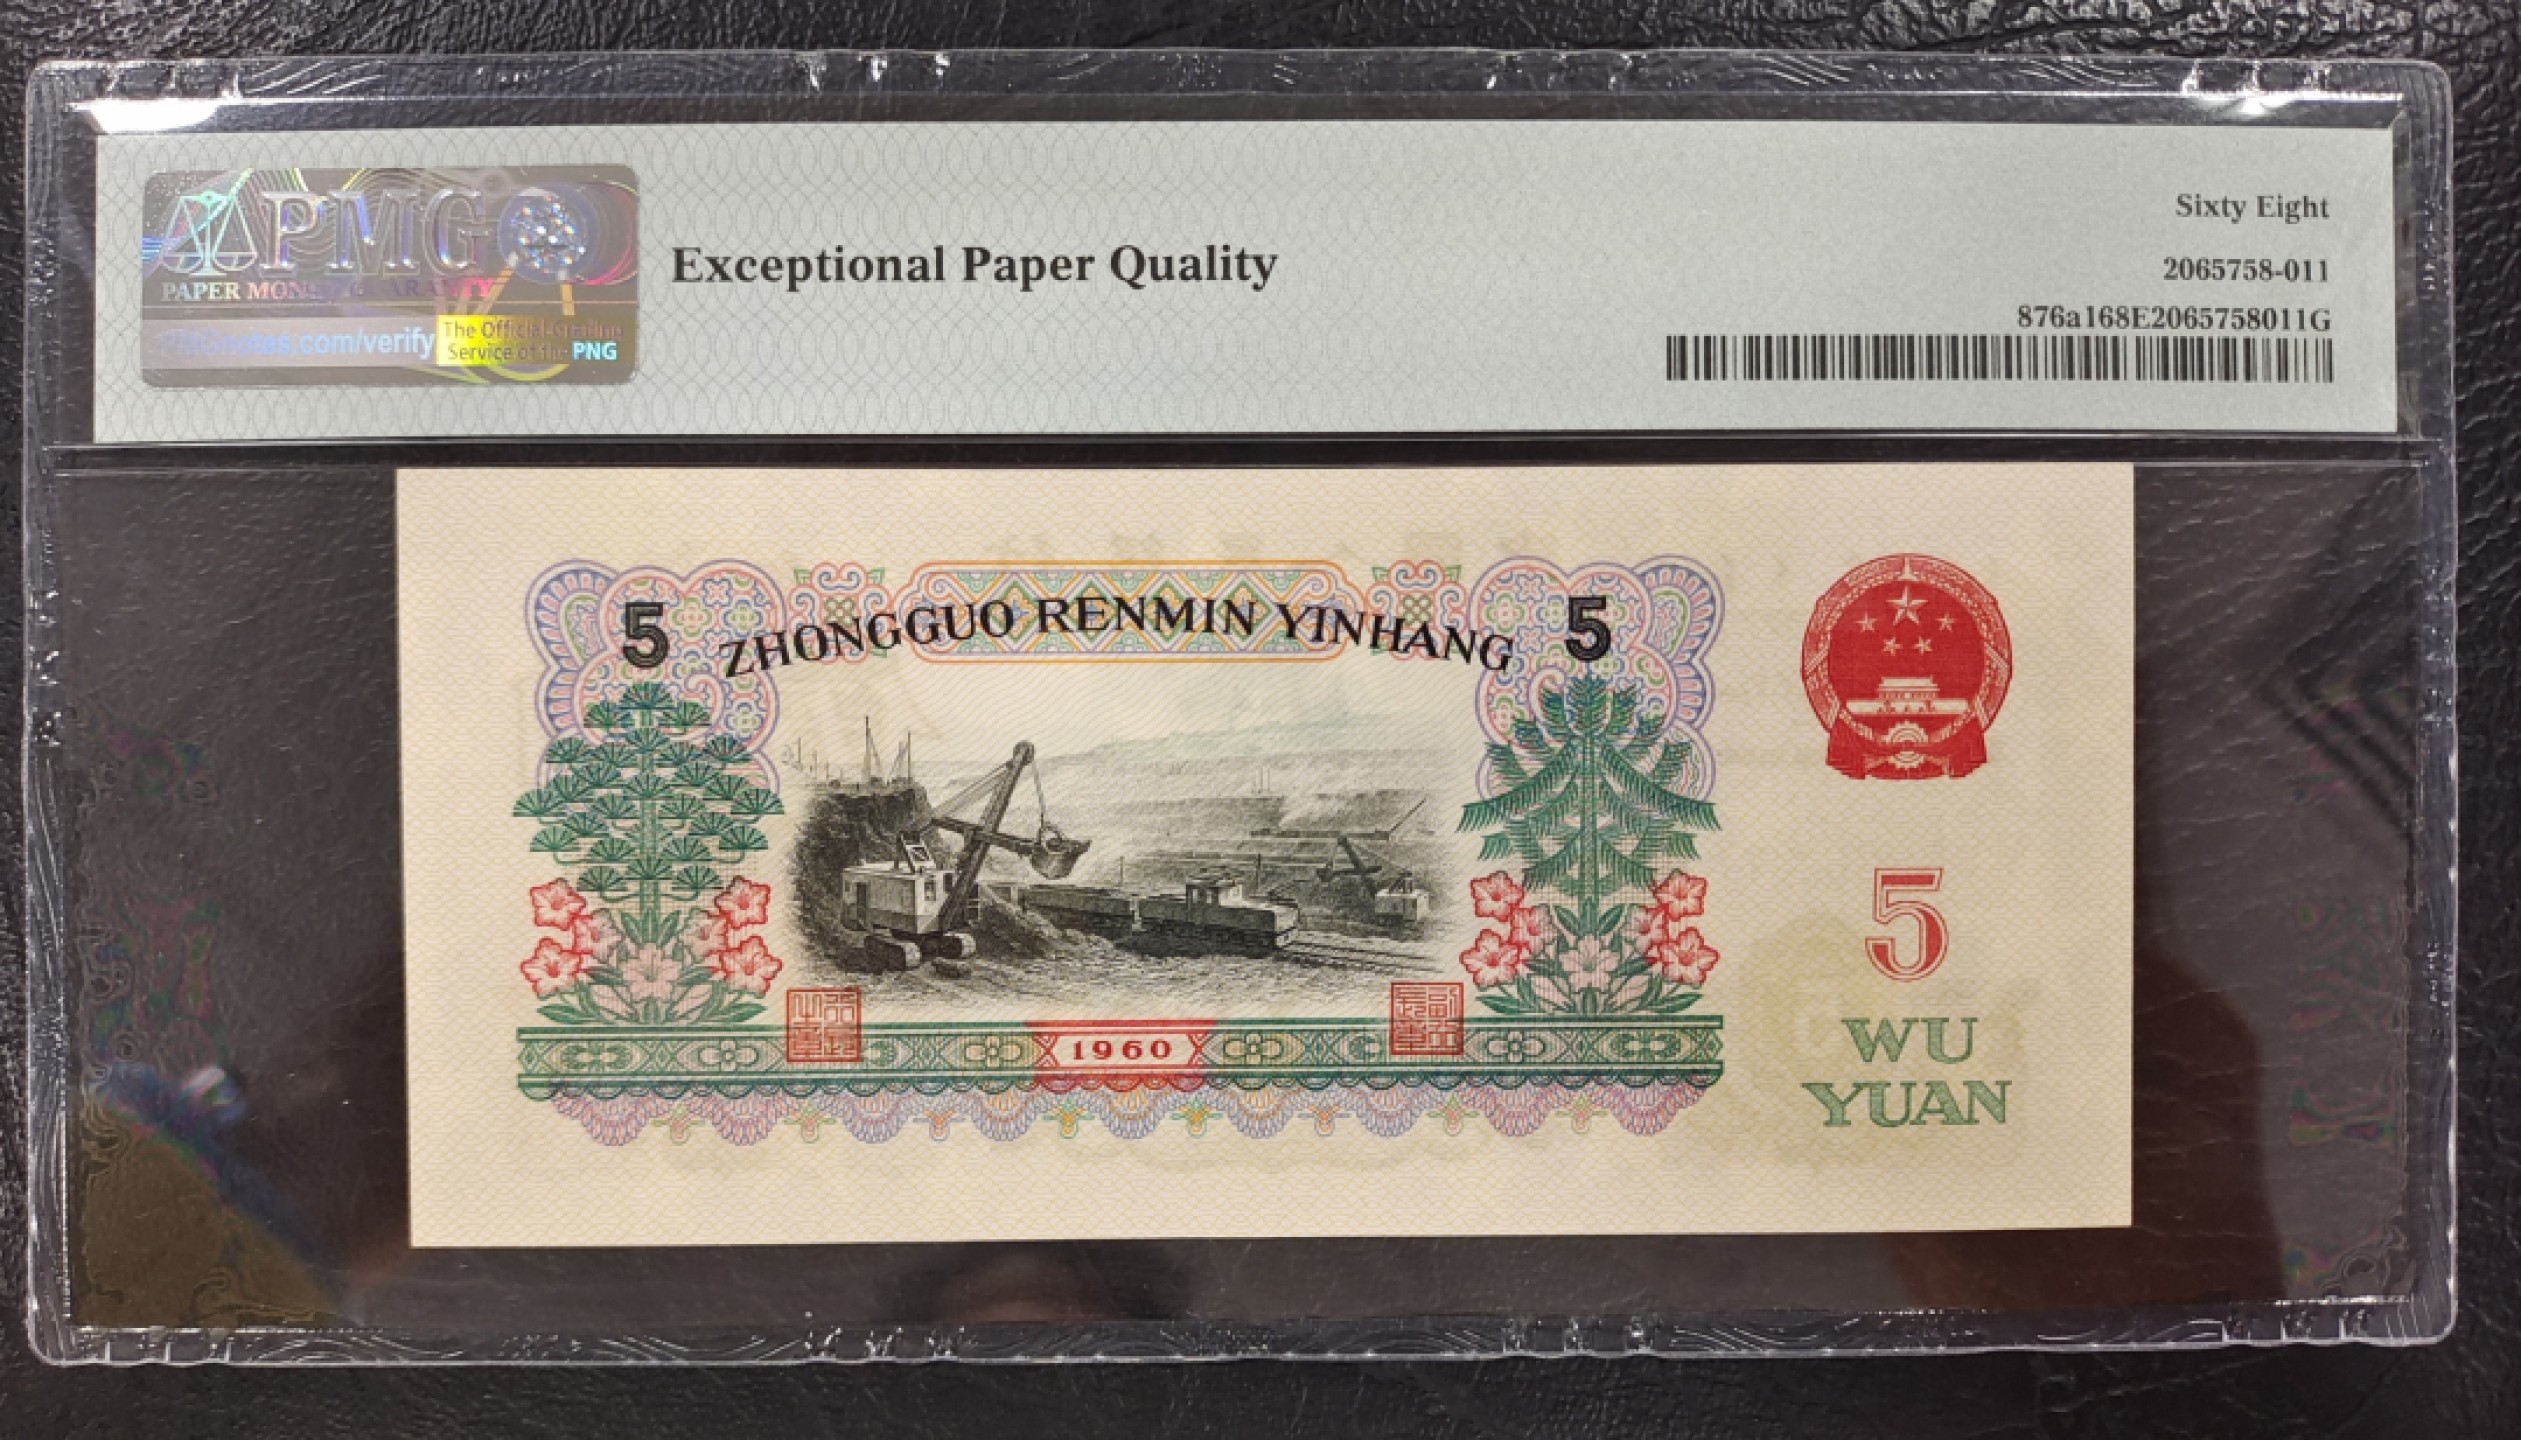 PMG
PAPER MONEY GUARANTY
PMGnotes.com/verify
The Official Grading
Service of the PNG
Exceptional Paper Quality
Sixty Eight
2065758-011
876a168E2065758011G
5 ZHONGGUO RENMIN YINHANG 5
1960
5
WU
YUAN